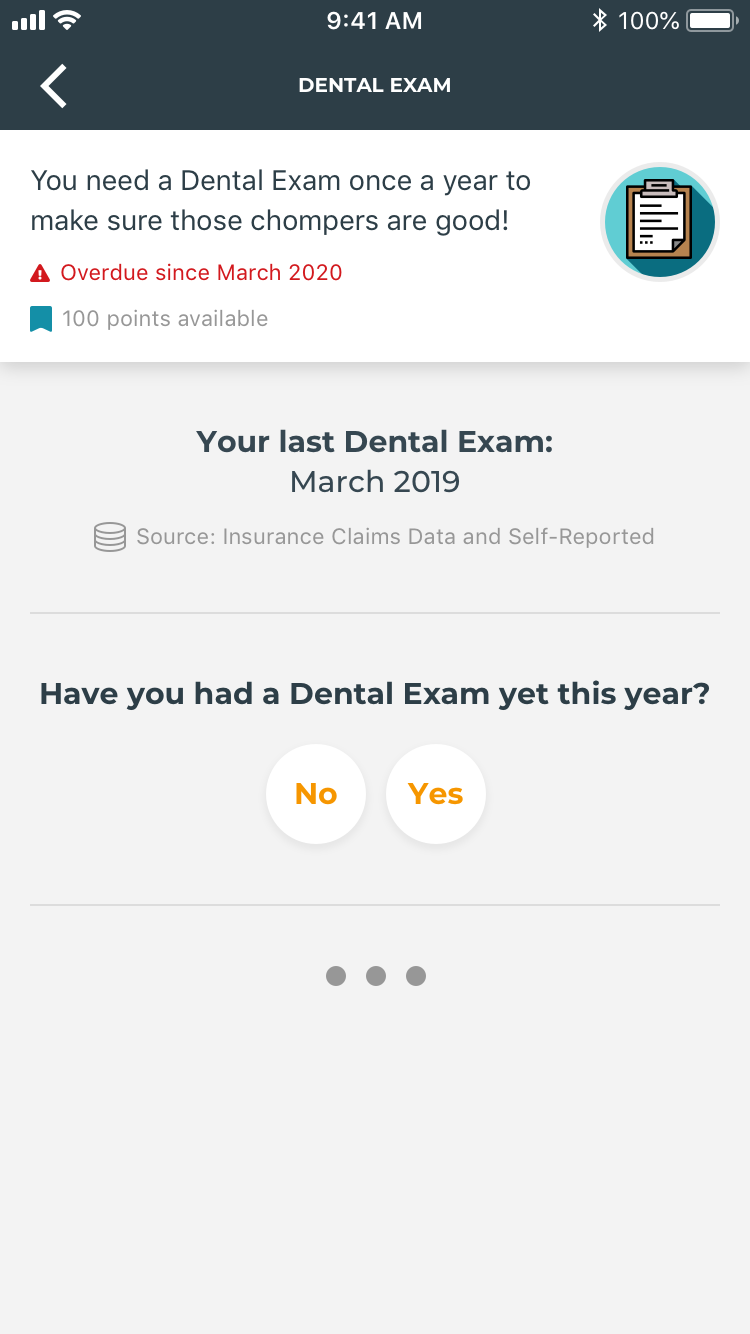 9:41 AM
100%
DENTAL EXAM
You need a Dental Exam once a year to
make sure those chompers are good!
Overdue since March 2020
100 points available
Your last Dental Exam:
March 2019
Source: Insurance Claims Data and Self-Reported
Have you had a Dental Exam yet this year?
No
Yes